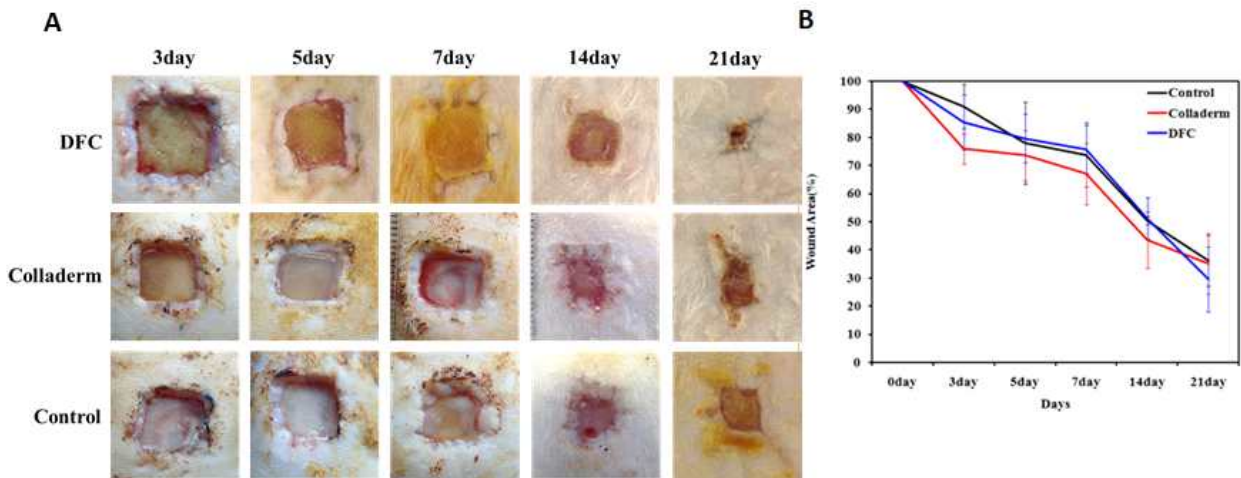 A
3day 5day 7day 14day 21day
DFC
Colladerm
Control
B
Control
Colladerm
DFC
Wound Area(%)
100
90
80
70
60
50
40
30
20
10
0
0day 3day 5day 7day 14day 21day
Days